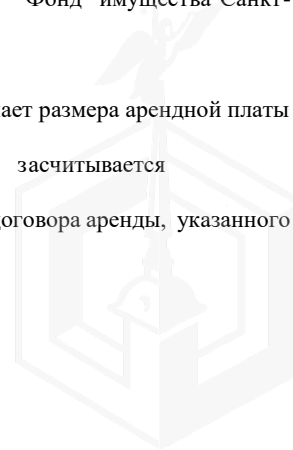 Фонд имущества Санкт-
ает размера арендной платы
засчитывается
договора аренды, указанного